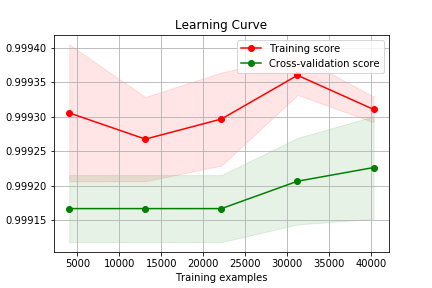 Learning Curve
0.99940
0.99935
0.99930
0.99925
0.99920
0.99915
Training score
Cross-validation score
5000 10000 15000 20000 25000 30000 35000 40000
Training examples